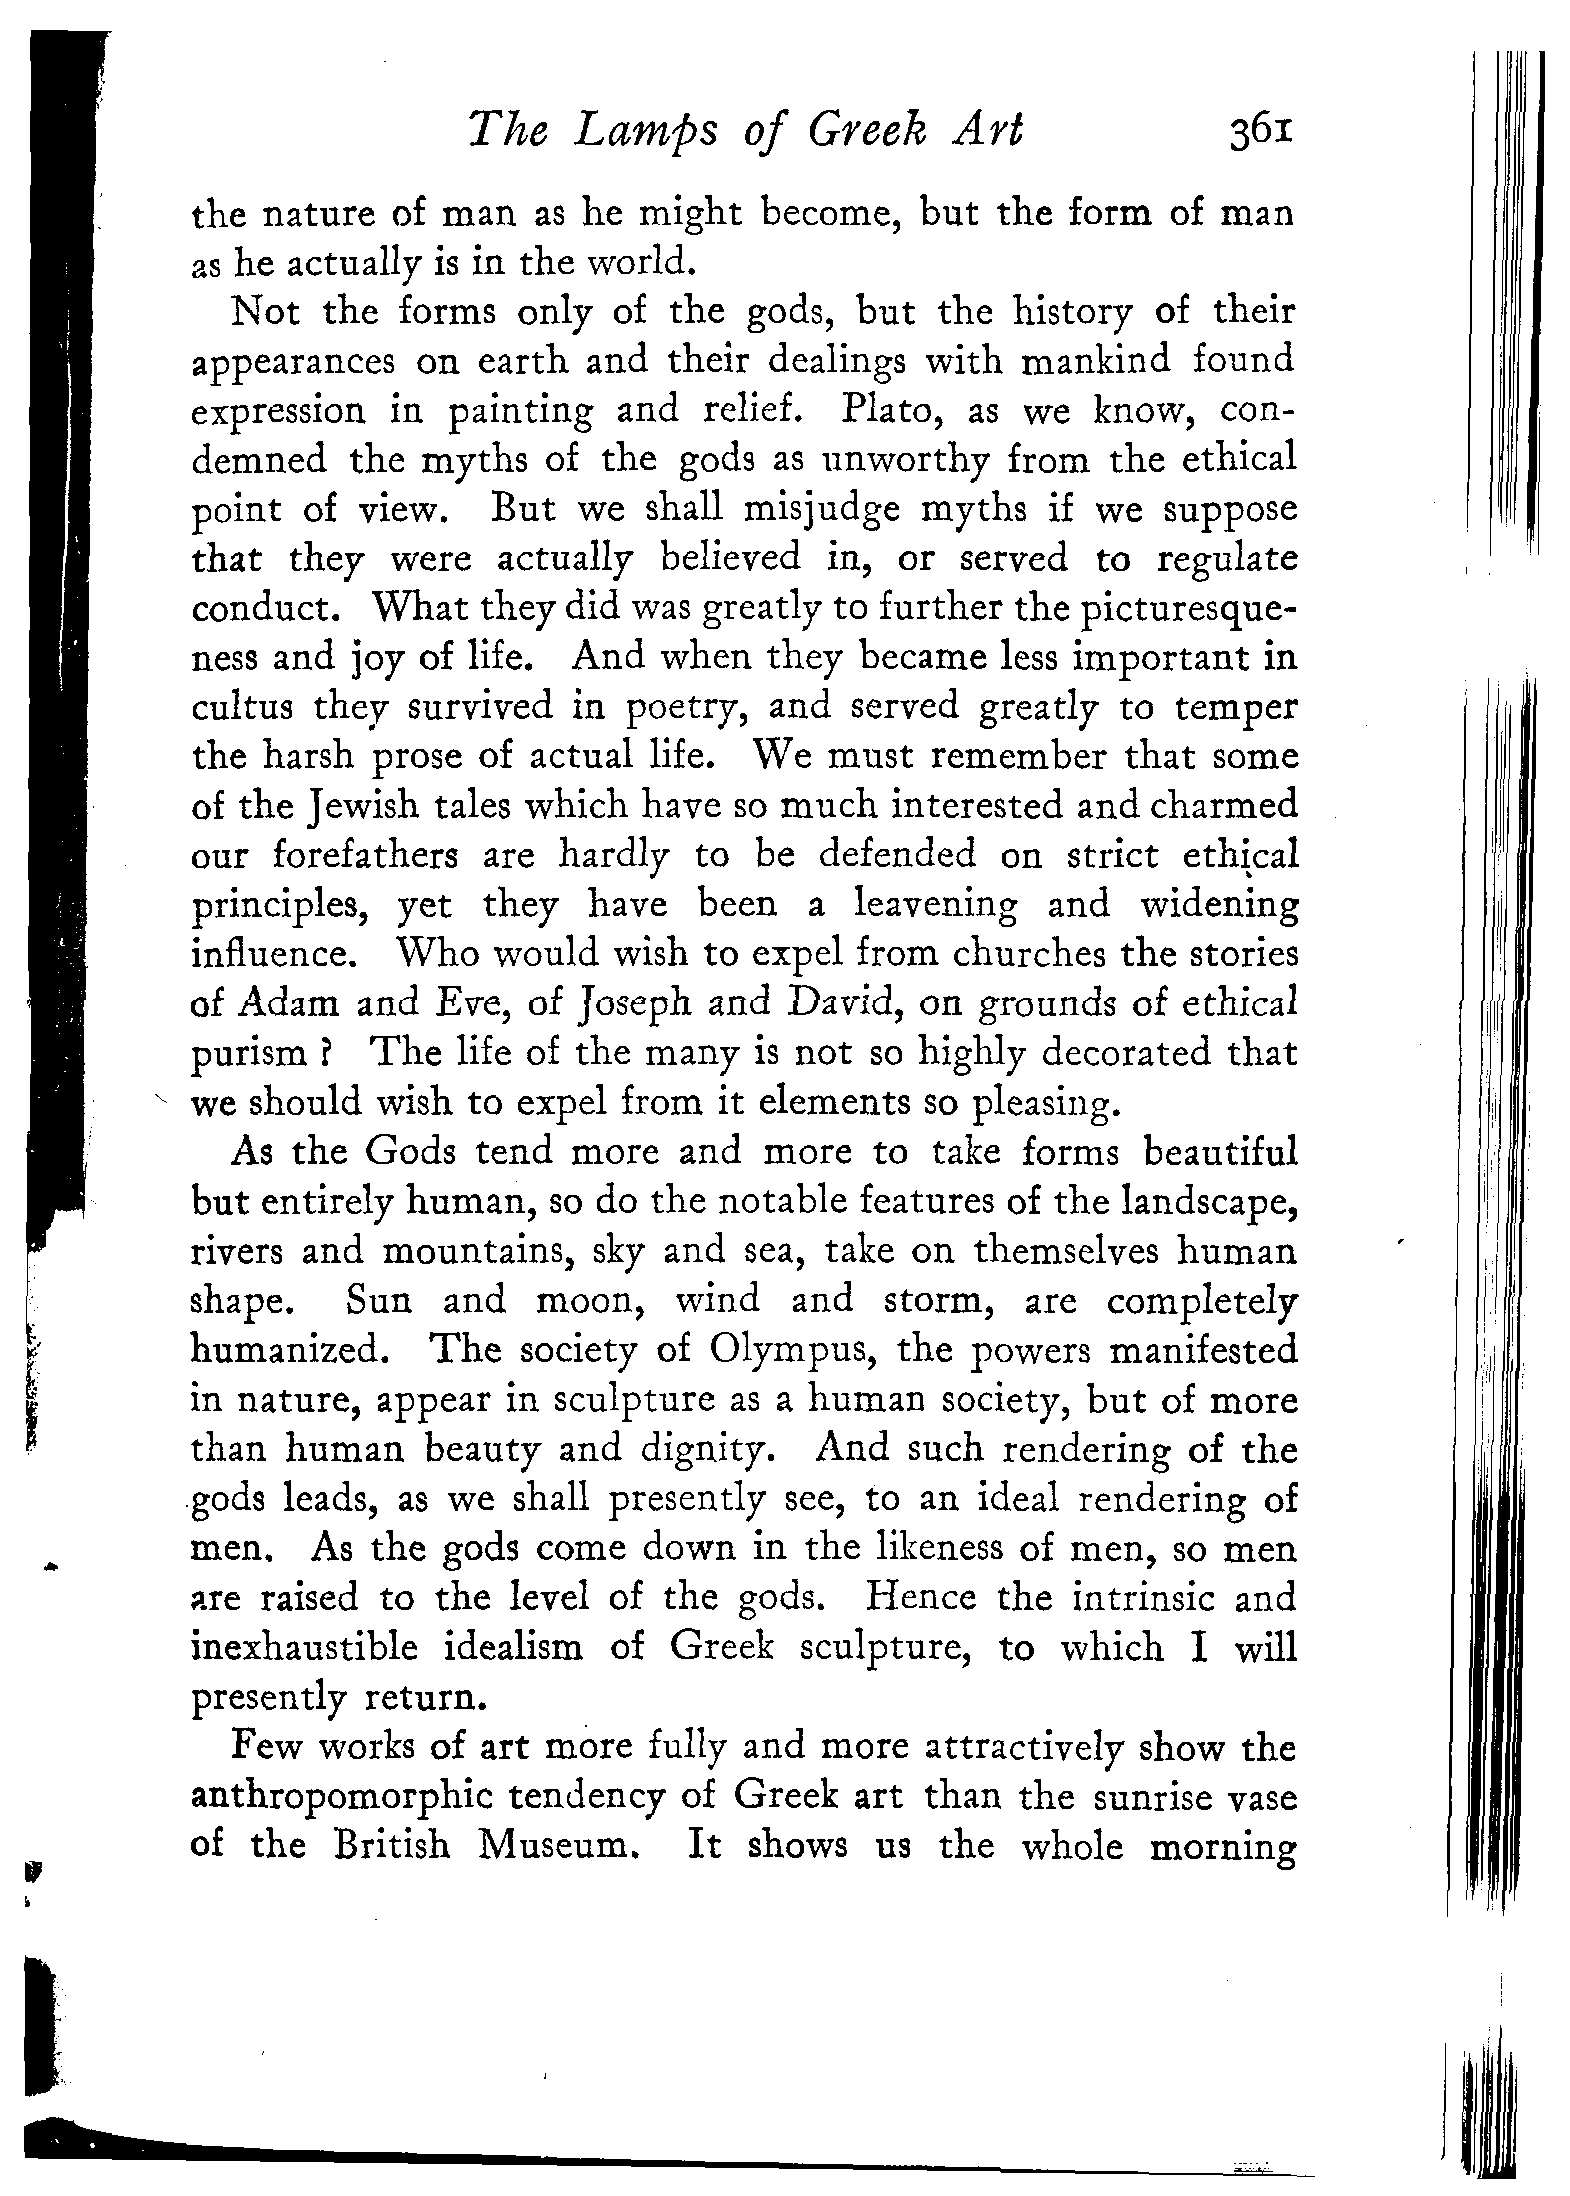 The Lamps of Greek Art 361
the nature of man as he might become, but the form of man
as he actually is in the world.
Not the forms only of the gods, but the history of their
appearances on earth and their dealings with mankind found
expression in painting and relief. Plato, as we know, con-
demned the myths of the gods as unworthy from the ethical
point of view. But we shall misjudge myths if we suppose
that they were actually believed in, or served to regulate
conduct. What they did was greatly to further the picturesque-
ness and joy of life. And when they became less important in
cultus they survived in poetry, and served greatly to temper
the harsh prose of actual life. We must remember that some
of the Jewish tales which have so much interested and charmed
our forefathers are hardly to be defended on strict ethical
principles, yet they have been a leavening and widening
influence. Who would wish to expel from churches the stories
of Adam and Eve, of Joseph and David, on grounds of ethical
purism ? The life of the many is not so highly decorated that
we should wish to expel from it elements so pleasing.
As the Gods tend more and more to take forms beautiful
but entirely human, so do the notable features of the landscape,
rivers and mountains, sky and sea, take on themselves human
shape. Sun and moon, wind and storm, are completely
humanized. The society of Olympus, the powers manifested
in nature, appear in sculpture as a human society, but of more
than human beauty and dignity. And such rendering of the
gods leads, as we shall presently see, to an ideal rendering of
men. As the gods come down in the likeness of men, so men
are raised to the level of the gods. Hence the intrinsic and
inexhaustible idealism of Greek sculpture, to which I will
presently return.
Few works of art more fully and more attractively show the
anthropomorphic tendency of Greek art than the sunrise vase
of the British Museum. It shows us the whole morning